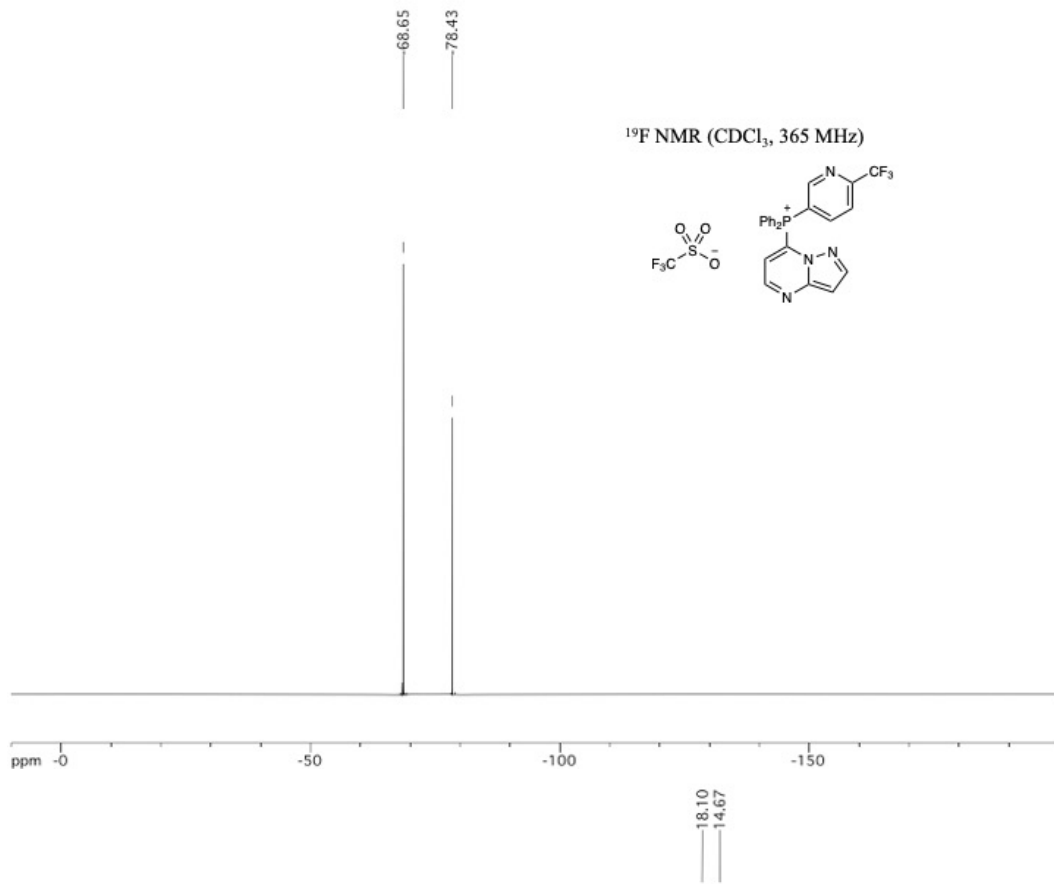 -68.65
-78.43
¹⁹F NMR (CDCl₃, 365 MHz)
N
CF₃
+
Ph₂P
O O
S
F₃C
O
-
N
N
N
ppm -0 -50 -100 -150
18.10
14.67